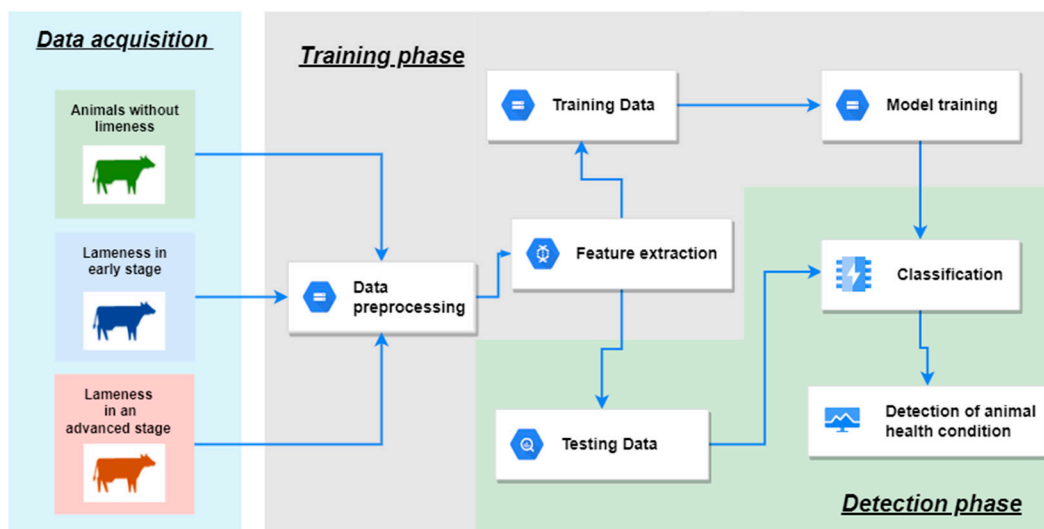 Data acquisition
Animals without
limeness
Lameness in
early stage
Lameness
in an
advanced stage
Training phase
Data
preprocessing
Feature extraction
Training Data
Model training
Testing Data
Classification
Detection of animal
health condition
Detection phase